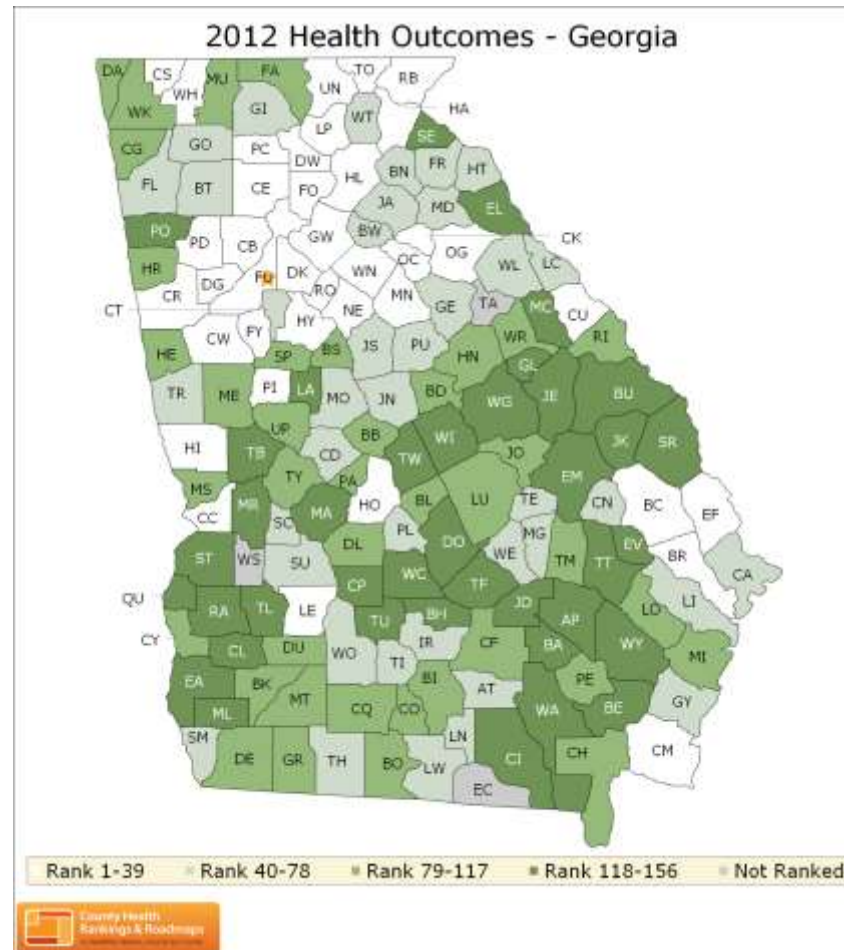 2012 Health Outcomes - Georgia
DA CS MU FA UN TO RB
WH HA
WK GI LP WT SE
CG GO PC DW BN FR HT
FL BT CE FO HL JA MD EL
PO PD CB GW BW CK
HR DG FU DK WN OC OG WL LC
CT CR RO MN GE TA MC CU
CW FY HY NE WR RI
HE SP BS JS PU HN GL
TR ME PI LA MO JN BD WG JE BU
HI UP BB WI JK SR
TB CD TW JO EM
MS TY PA HO LU TE CN BC EF
CC MR SC MA BL MG
ST WS SU DL PL DO WE TM TT EV BR CA
QU RA TL LE CP WC TF JD AP LO LI
CY CL DU WO TU BH IR CF BA WY MI
EA BK MT TI BI AT PE GY
ML CQ CO WA BE
SM DE GR TH BO LW LN CI CH CM
EC
Rank 1-39 Rank 40-78 Rank 79-117 Rank 118-156 Not Ranked
County Health
Rankings & Roadmaps